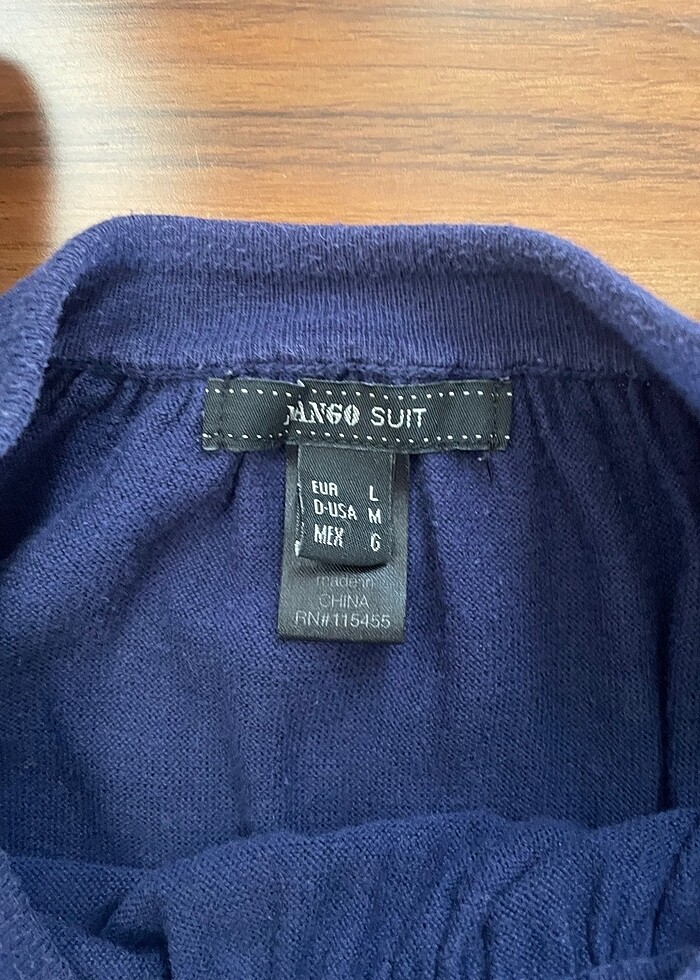 MANGO SUIT
EUR L
D-USA M
MEX G
made in
CHINA
RN#115455